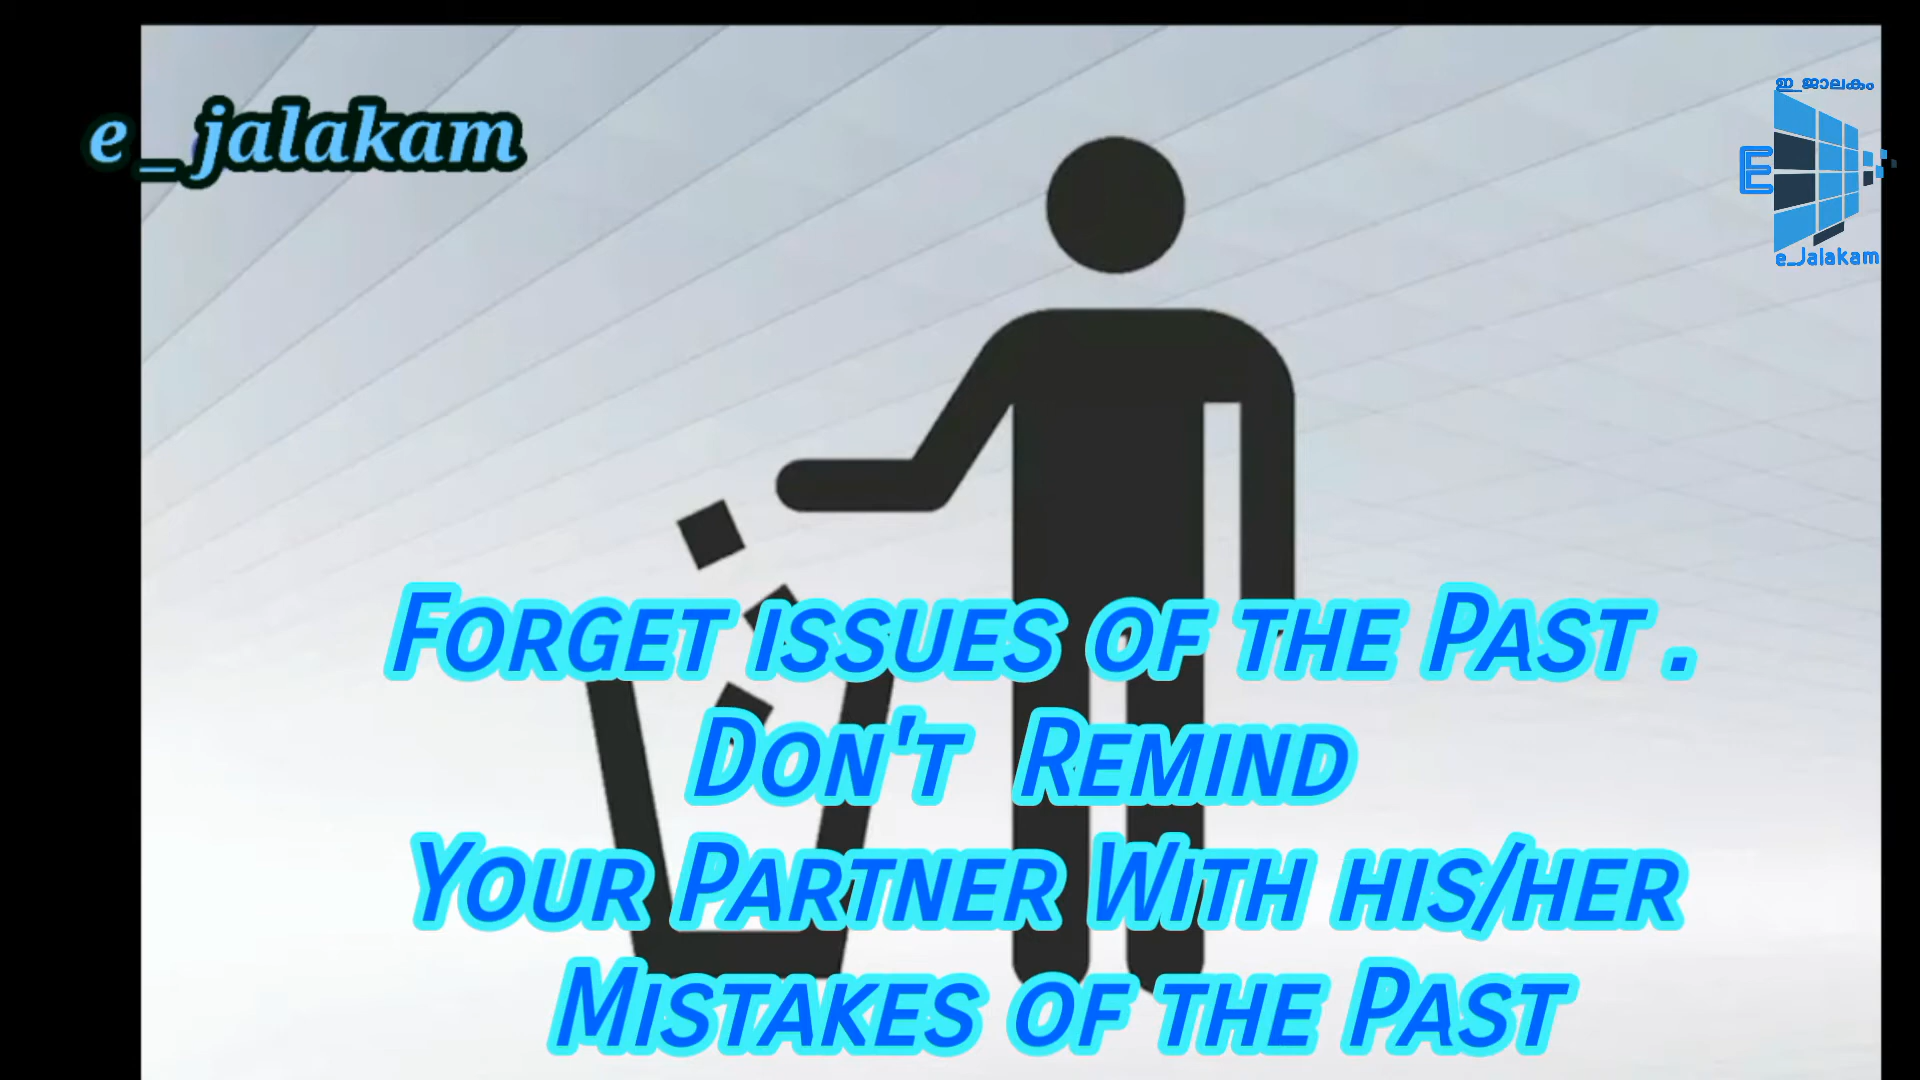 e_jalakam
ഇ_ജാലകം
E
e_Jalakam
Forget issues of the Past .
Don't Remind
Your Partner With his/her
Mistakes of the Past